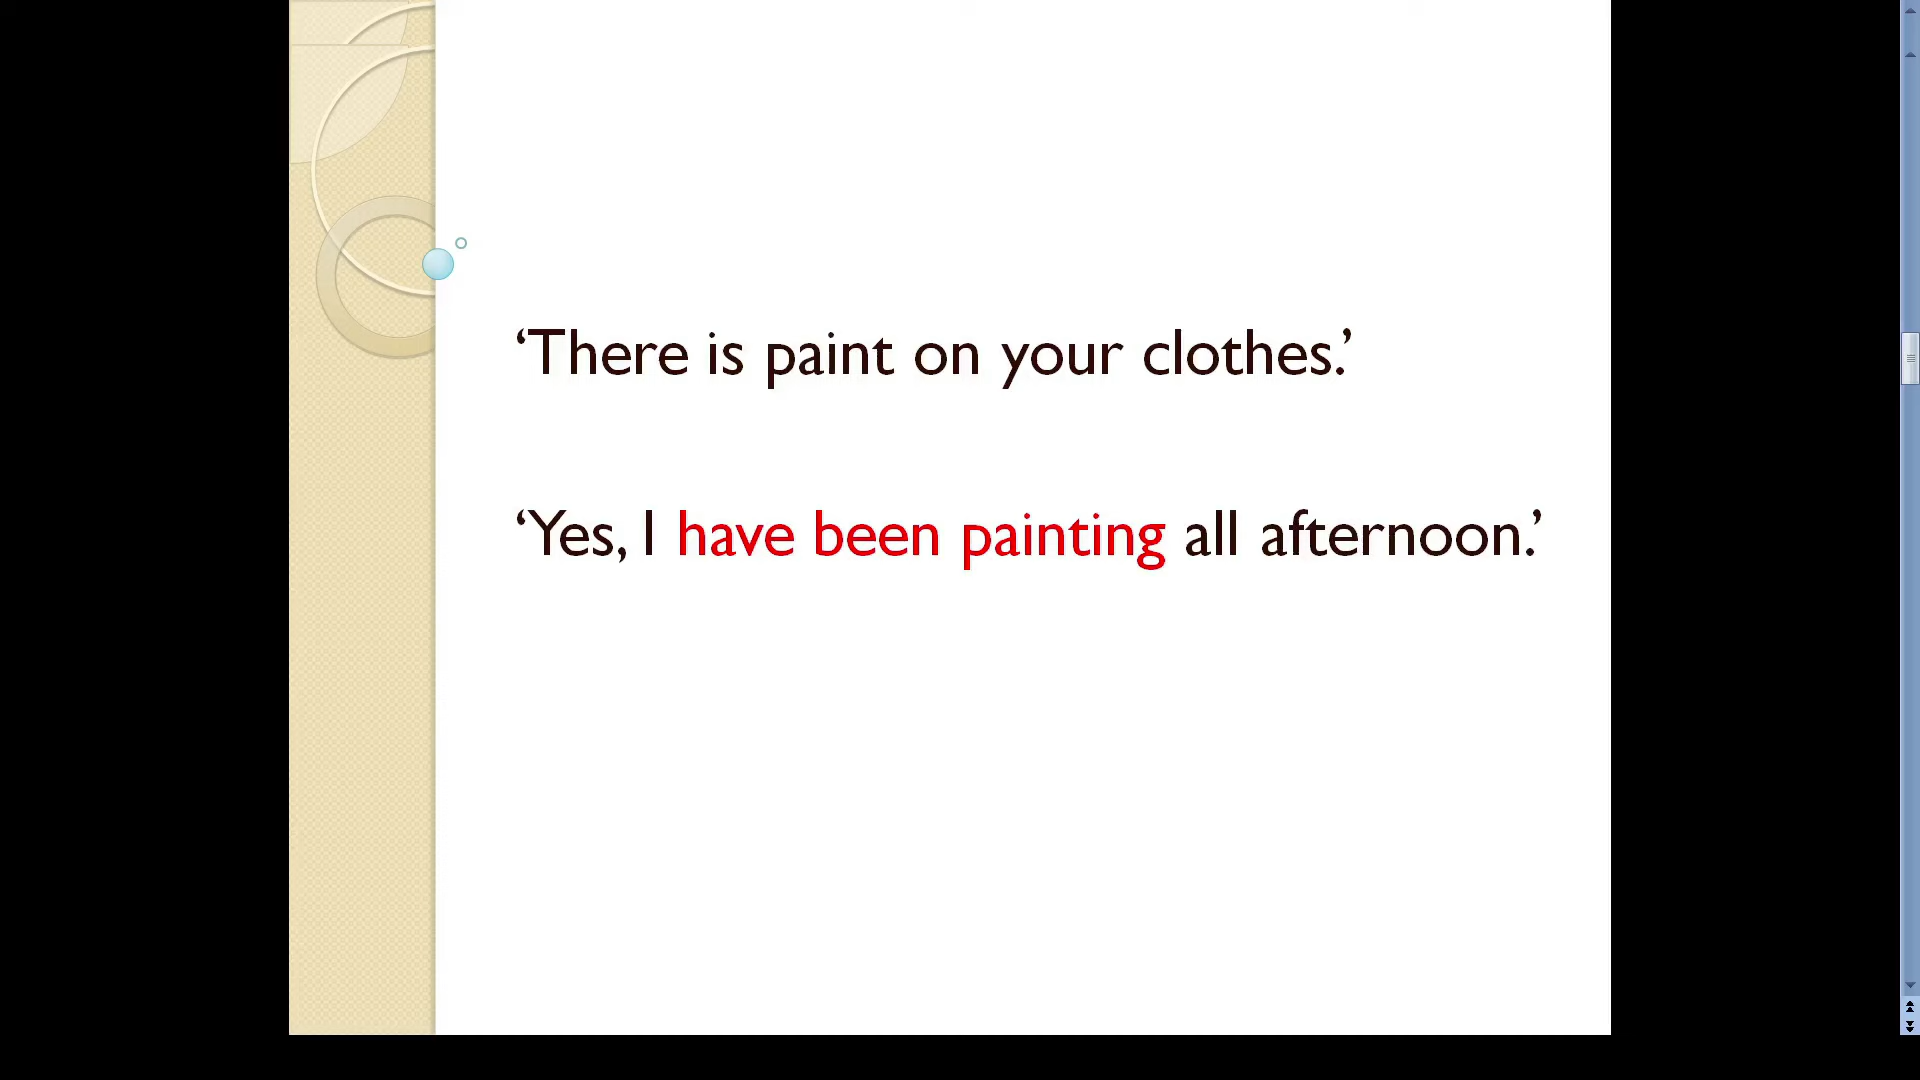 ‘There is paint on your clothes.’
‘Yes, I have been painting all afternoon.’